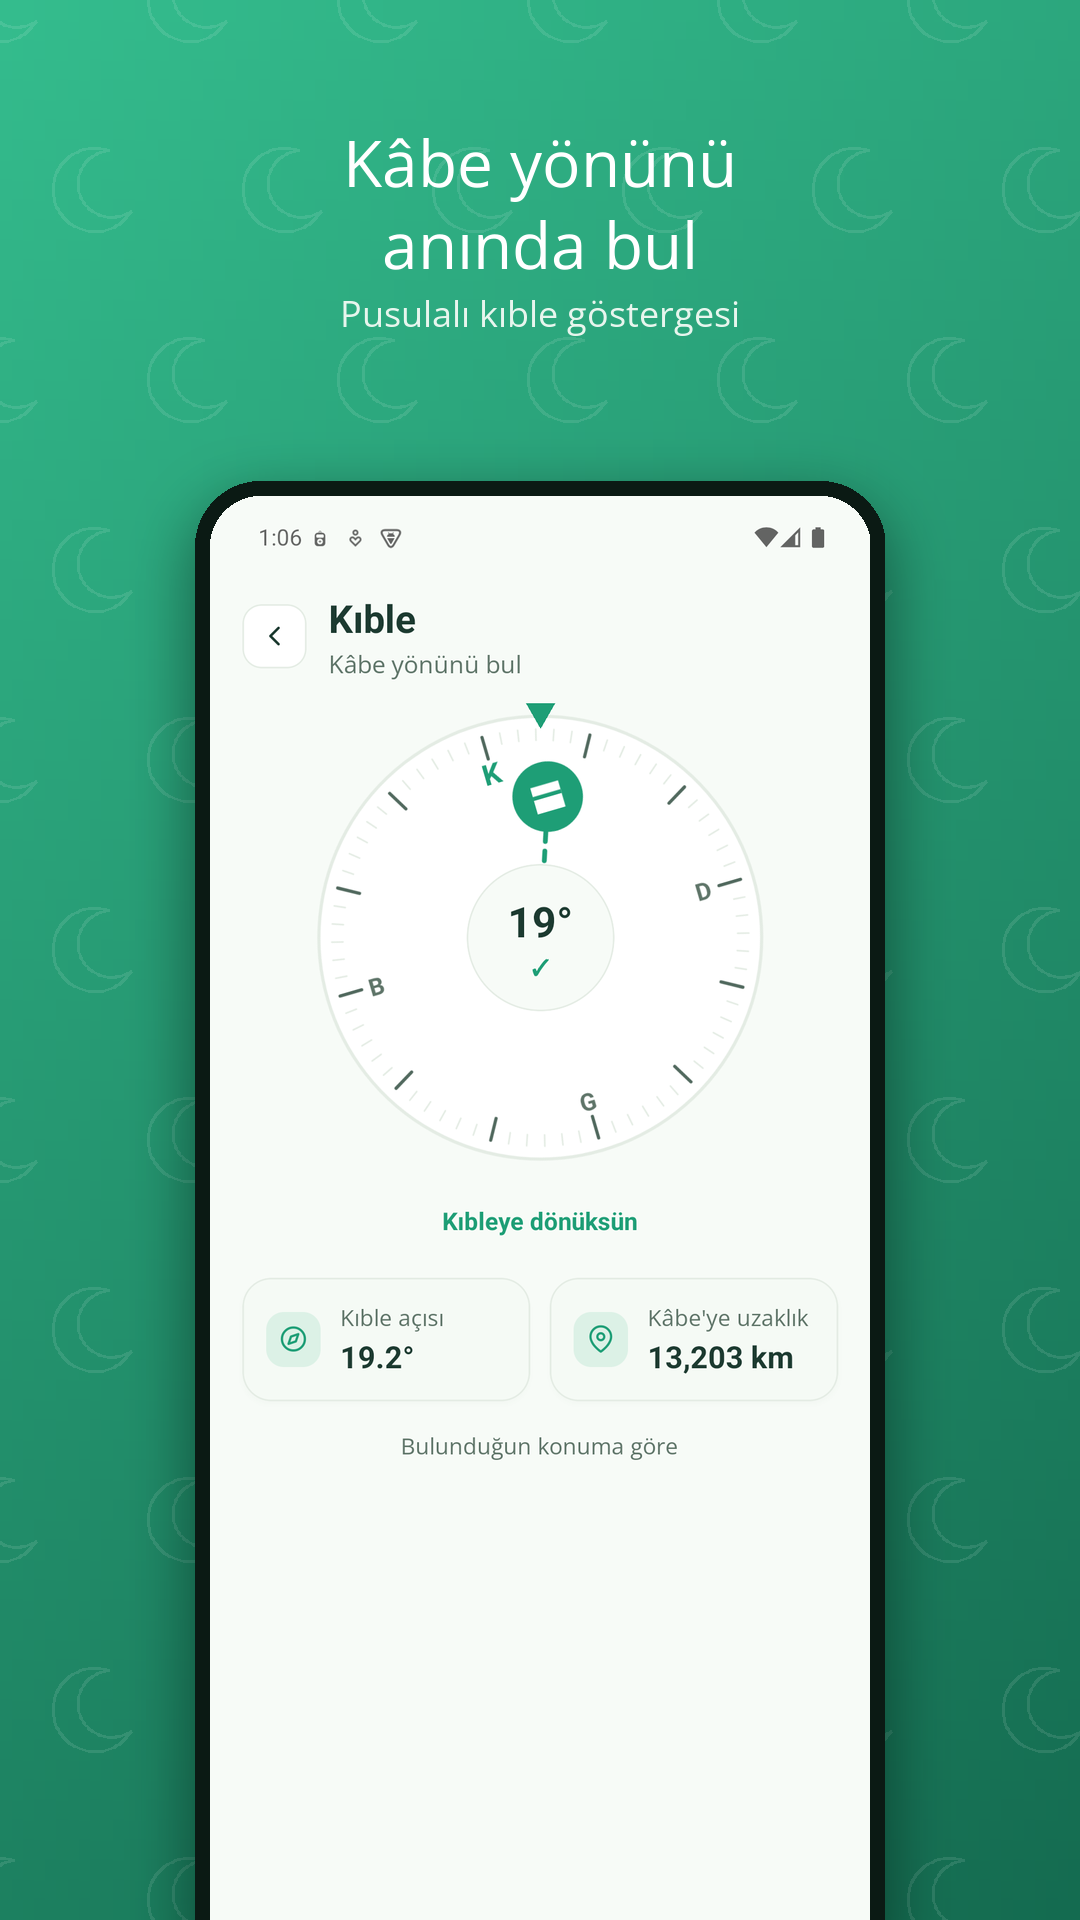 Kâbe yönünü
anında bul
Pusulalı kıble göstergesi
1:06
Kıble
Kâbe yönünü bul
K
D
B
G
19°
✓
Kıbleye dönüksün
Kıble açısı
19.2°
Kâbe'ye uzaklık
13,203 km
Bulunduğun konuma göre